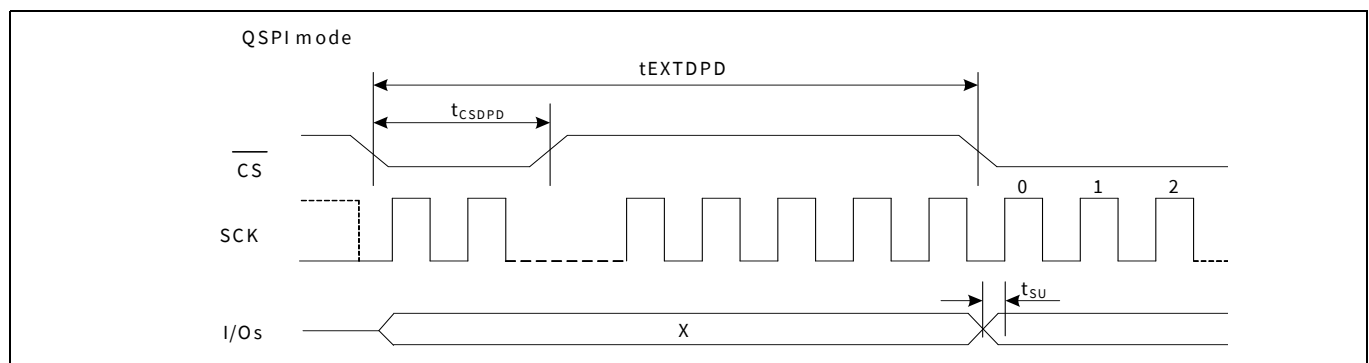 QSPI mode
tEXTDPD
tCSDPD
CS
0 1 2
SCK
tSU
I/Os
X